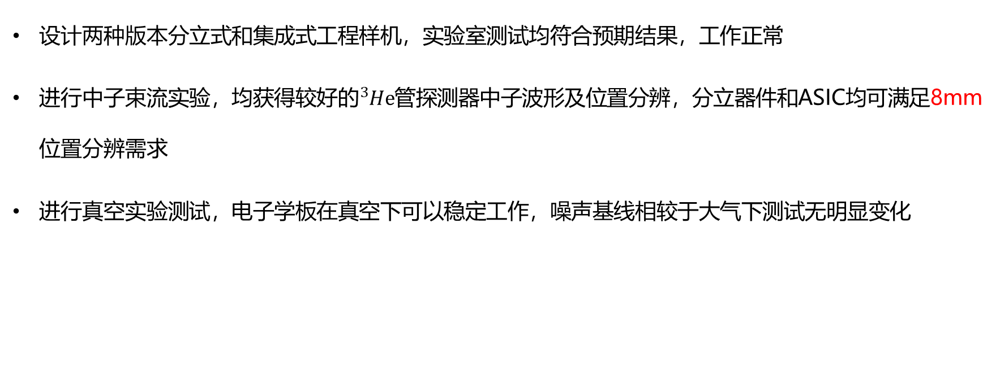 • 设计两种版本分立式和集成式工程样机，实验室测试均符合预期结果，工作正常
• 进行中子束流实验，均获得较好的³He管探测器中子波形及位置分辨，分立器件和ASIC均可满足8mm
位置分辨需求
• 进行真空实验测试，电子学板在真空下可以稳定工作，噪声基线相较于大气下测试无明显变化